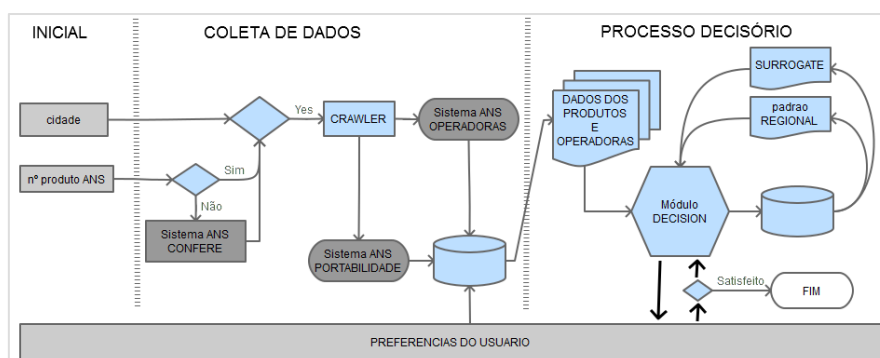 INICIAL
COLETA DE DADOS
PROCESSO DECISÓRIO
cidade
Yes
CRAWLER
Sistema ANS
OPERADORAS
nº produto ANS
Sim
Não
Sistema ANS
CONFERE
Sistema ANS
PORTABILIDADE
DADOS DOS
PRODUTOS
E
OPERADORAS
SURROGATE
padrao
REGIONAL
Módulo
DECISION
Satisfeito
FIM
PREFERENCIAS DO USUARIO